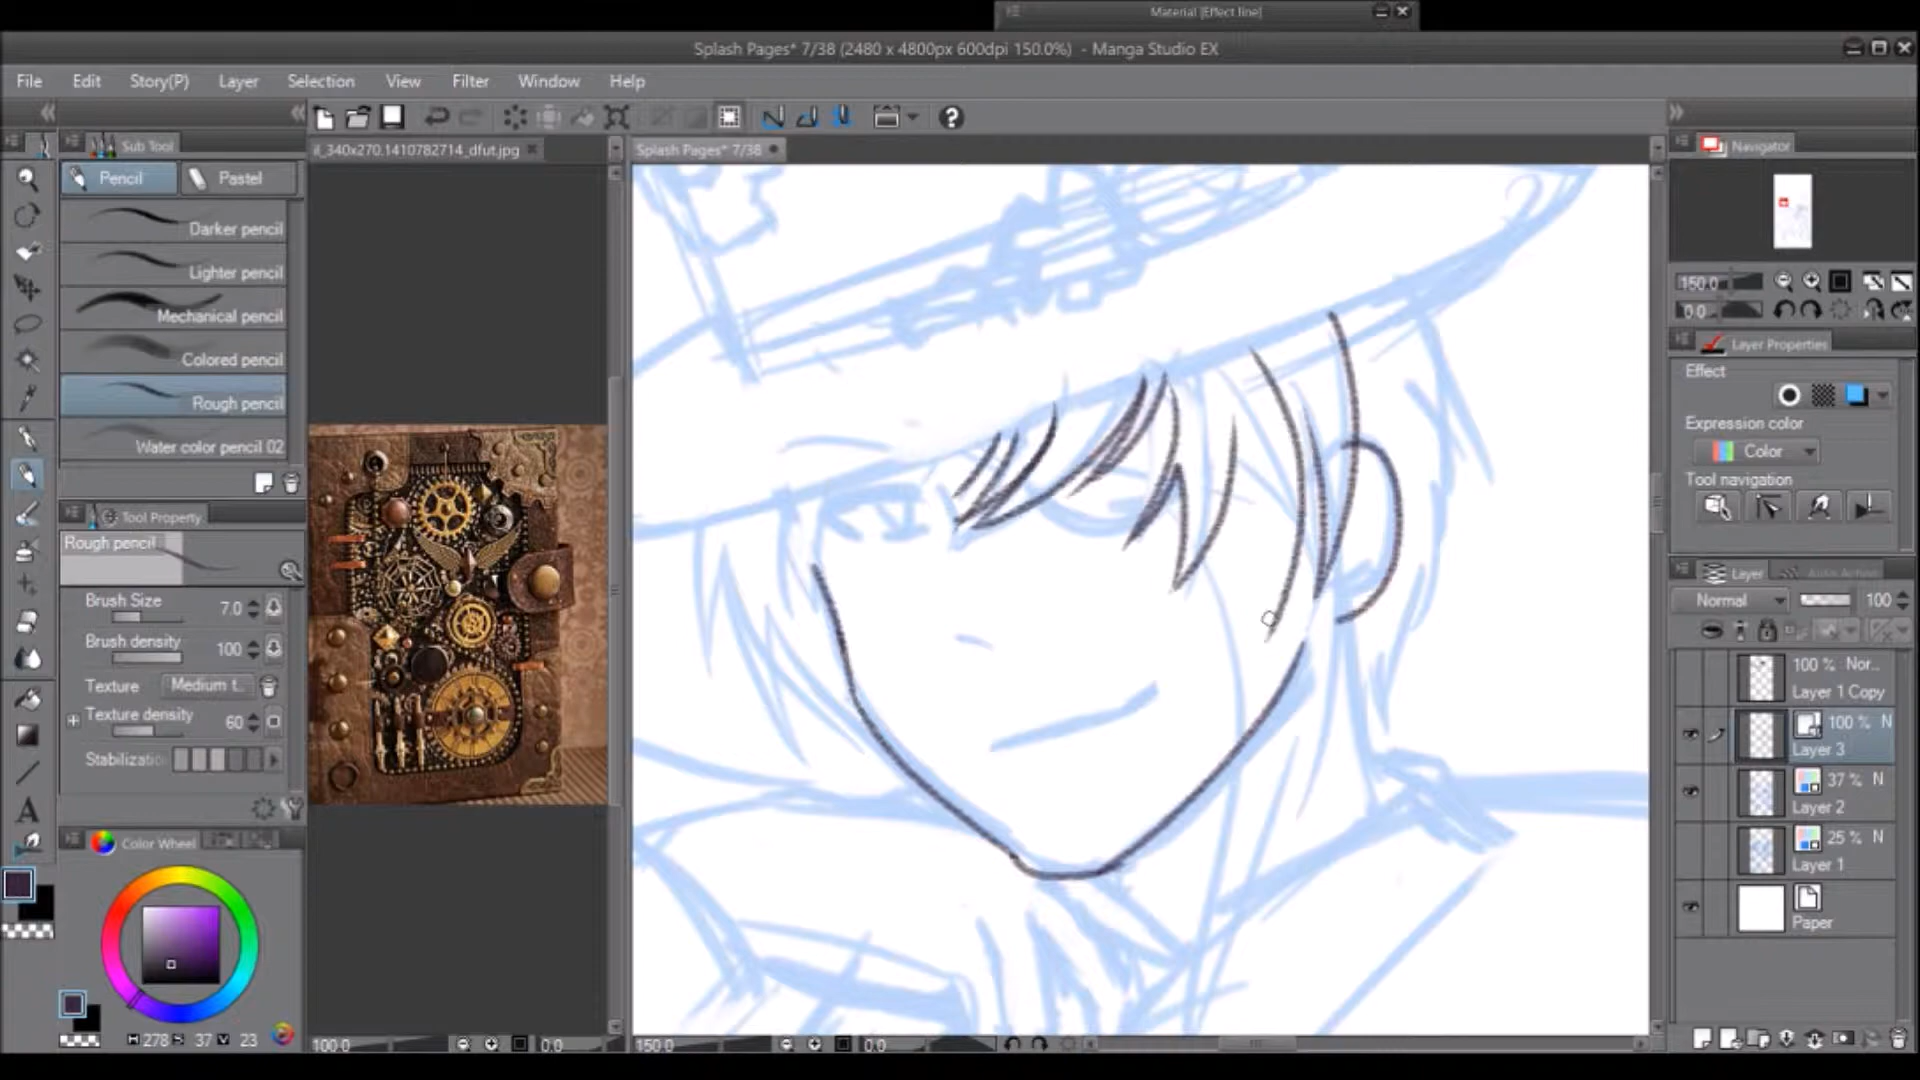 Material [Effect line]
Splash Pages* 7/38 (2480 x 4800px 600dpi 150.0%) - Manga Studio EX
File Edit Story(P) Layer Selection View Filter Window Help
Sub Tool
il_340x270.1410782714_dfut.jpg
Splash Pages* 7/38
Navigator
Pencil
Pastel
Darker pencil
Lighter pencil
Mechanical pencil
Colored pencil
Rough pencil
Water color pencil 02
Tool Property
Rough pencil
Brush Size 7.0
Brush density 100
Texture Medium t..
Texture density 60
Stabilizatio
Color Wheel
H 278 S 37 V 23
100.0
0.0
150.0
0.0
150.0
0.0
Layer Properties
Effect
Expression color
Color
Tool navigation
Layer
Auto Action
Normal 100
100 % Nor...
Layer 1 Copy
100 % N
Layer 3
37 % N
Layer 2
25 % N
Layer 1
Paper